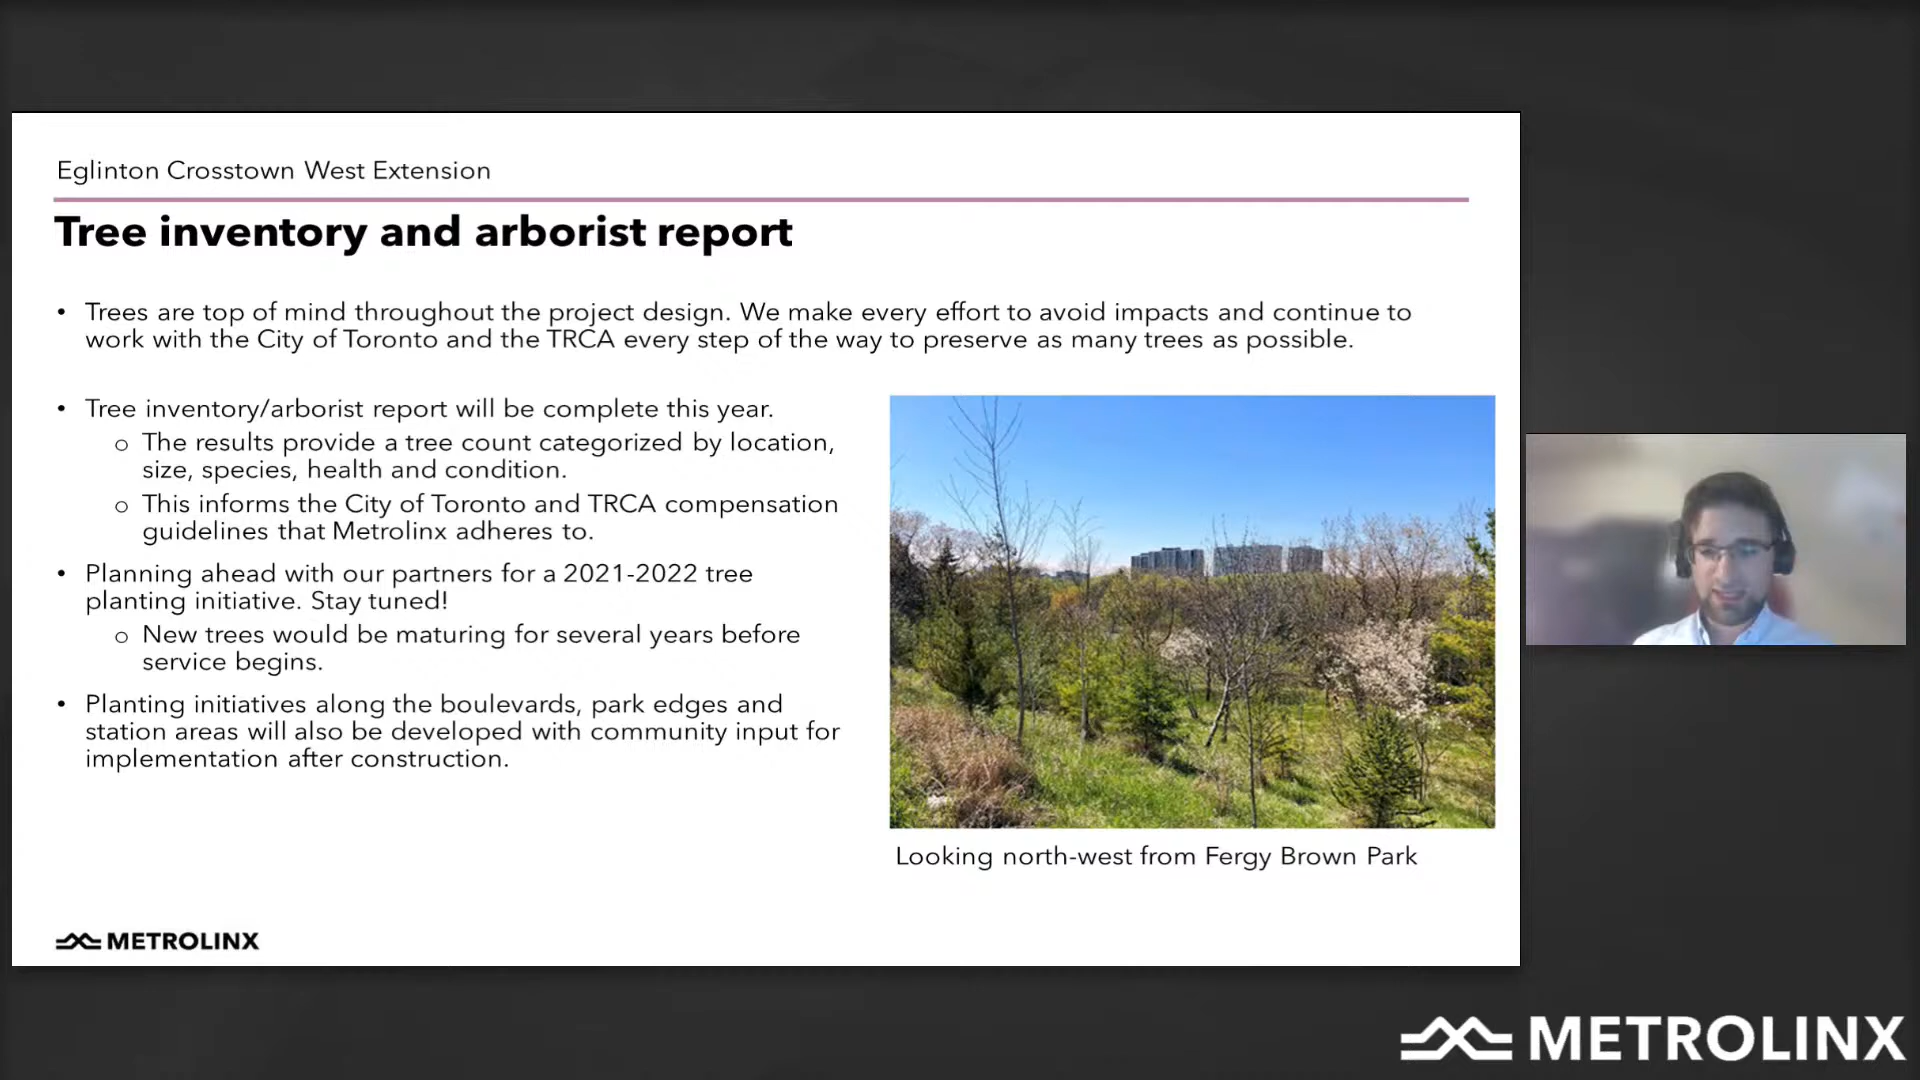 Eglinton Crosstown West Extension
Tree inventory and arborist report
• Trees are top of mind throughout the project design. We make every effort to avoid impacts and continue to
work with the City of Toronto and the TRCA every step of the way to preserve as many trees as possible.
• Tree inventory/arborist report will be complete this year.
o The results provide a tree count categorized by location,
size, species, health and condition.
o This informs the City of Toronto and TRCA compensation
guidelines that Metrolinx adheres to.
• Planning ahead with our partners for a 2021-2022 tree
planting initiative. Stay tuned!
o New trees would be maturing for several years before
service begins.
• Planting initiatives along the boulevards, park edges and
station areas will also be developed with community input for
implementation after construction.
Looking north-west from Fergy Brown Park
METROLINX
METROLINX